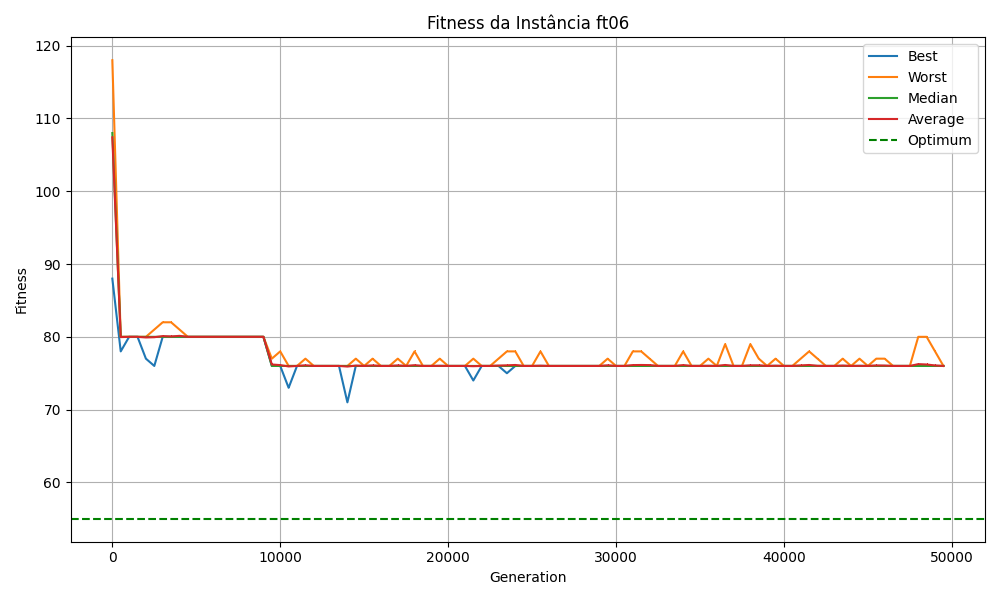 Fitness da Instância ft06
120
110
100
90
80
70
60
Fitness
0
10000
20000
30000
40000
50000
Generation
Best
Worst
Median
Average
Optimum